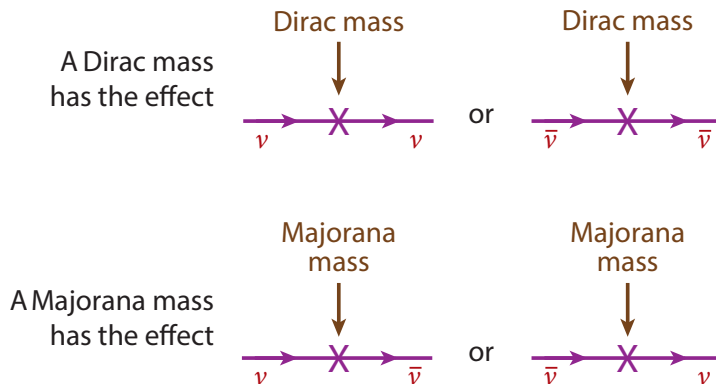 Dirac mass
Dirac mass
A Dirac mass
has the effect
or
ν
ν
ν̄
ν̄
Majorana
mass
Majorana
mass
A Majorana mass
has the effect
or
ν
ν̄
ν̄
ν